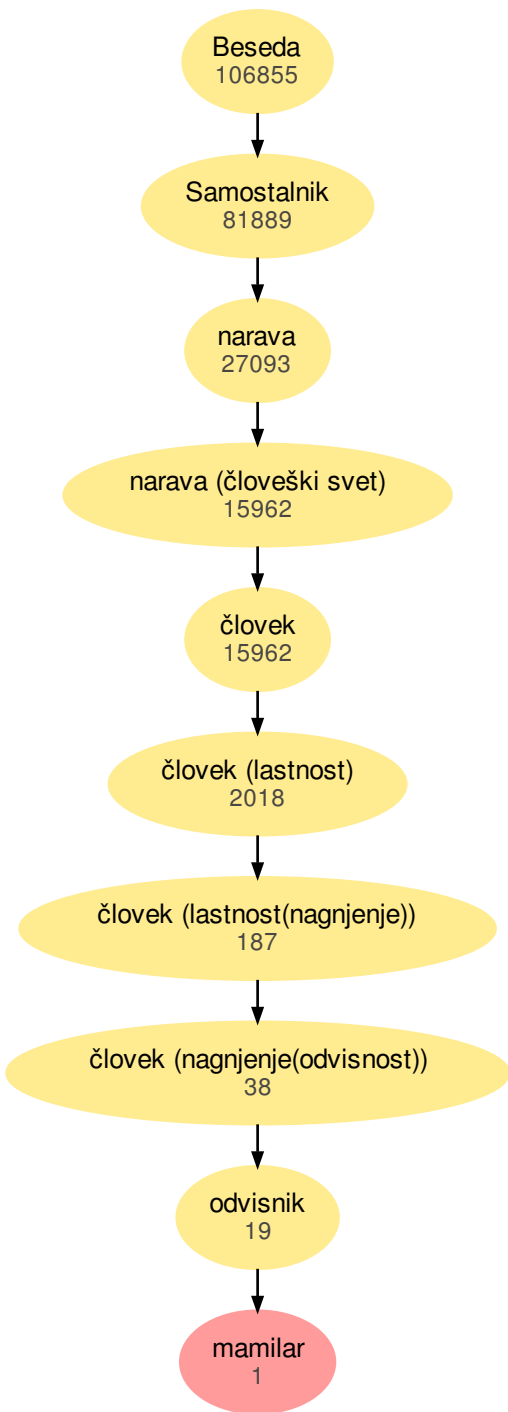 Beseda
106855
Samostalnik
81889
narava
27093
narava (človeški svet)
15962
človek
15962
človek (lastnost)
2018
človek (lastnost(nagnjenje))
187
človek (nagnjenje(odvisnost))
38
odvisnik
19
mamilar
1